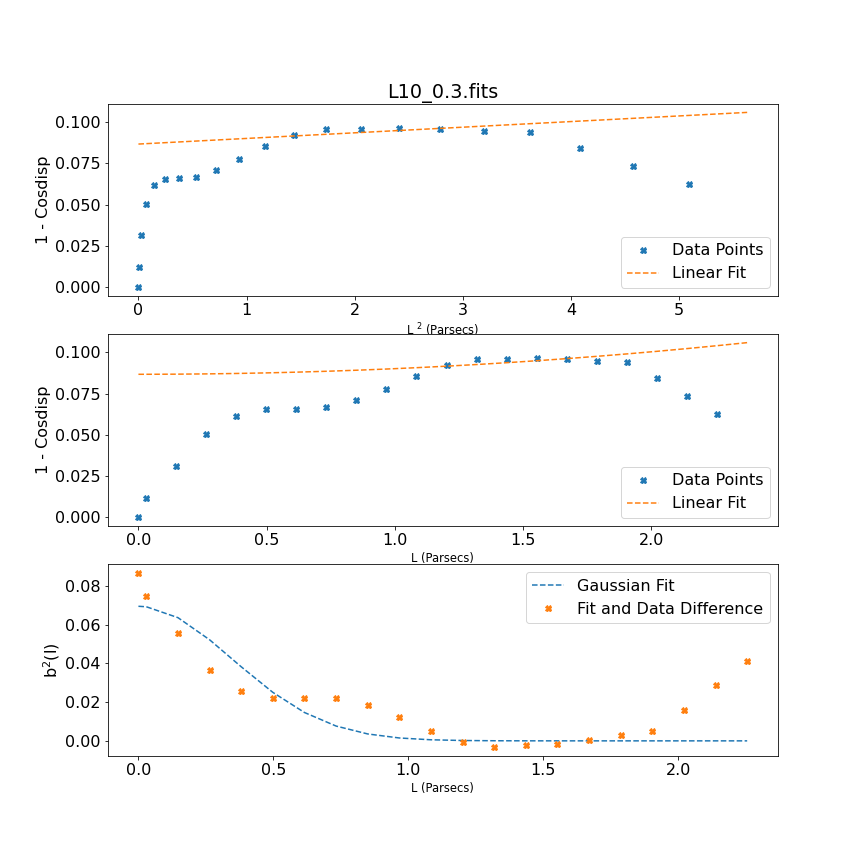 L10_0.3.fits
1 - Cosdisp
0.100
0.075
0.050
0.025
0.000
Data Points
Linear Fit
0 1 2 3 4 5
L ² (Parsecs)
1 - Cosdisp
0.100
0.075
0.050
0.025
0.000
Data Points
Linear Fit
0.0 0.5 1.0 1.5 2.0
L (Parsecs)
b²(l)
0.08
0.06
0.04
0.02
0.00
Gaussian Fit
Fit and Data Difference
0.0 0.5 1.0 1.5 2.0
L (Parsecs)